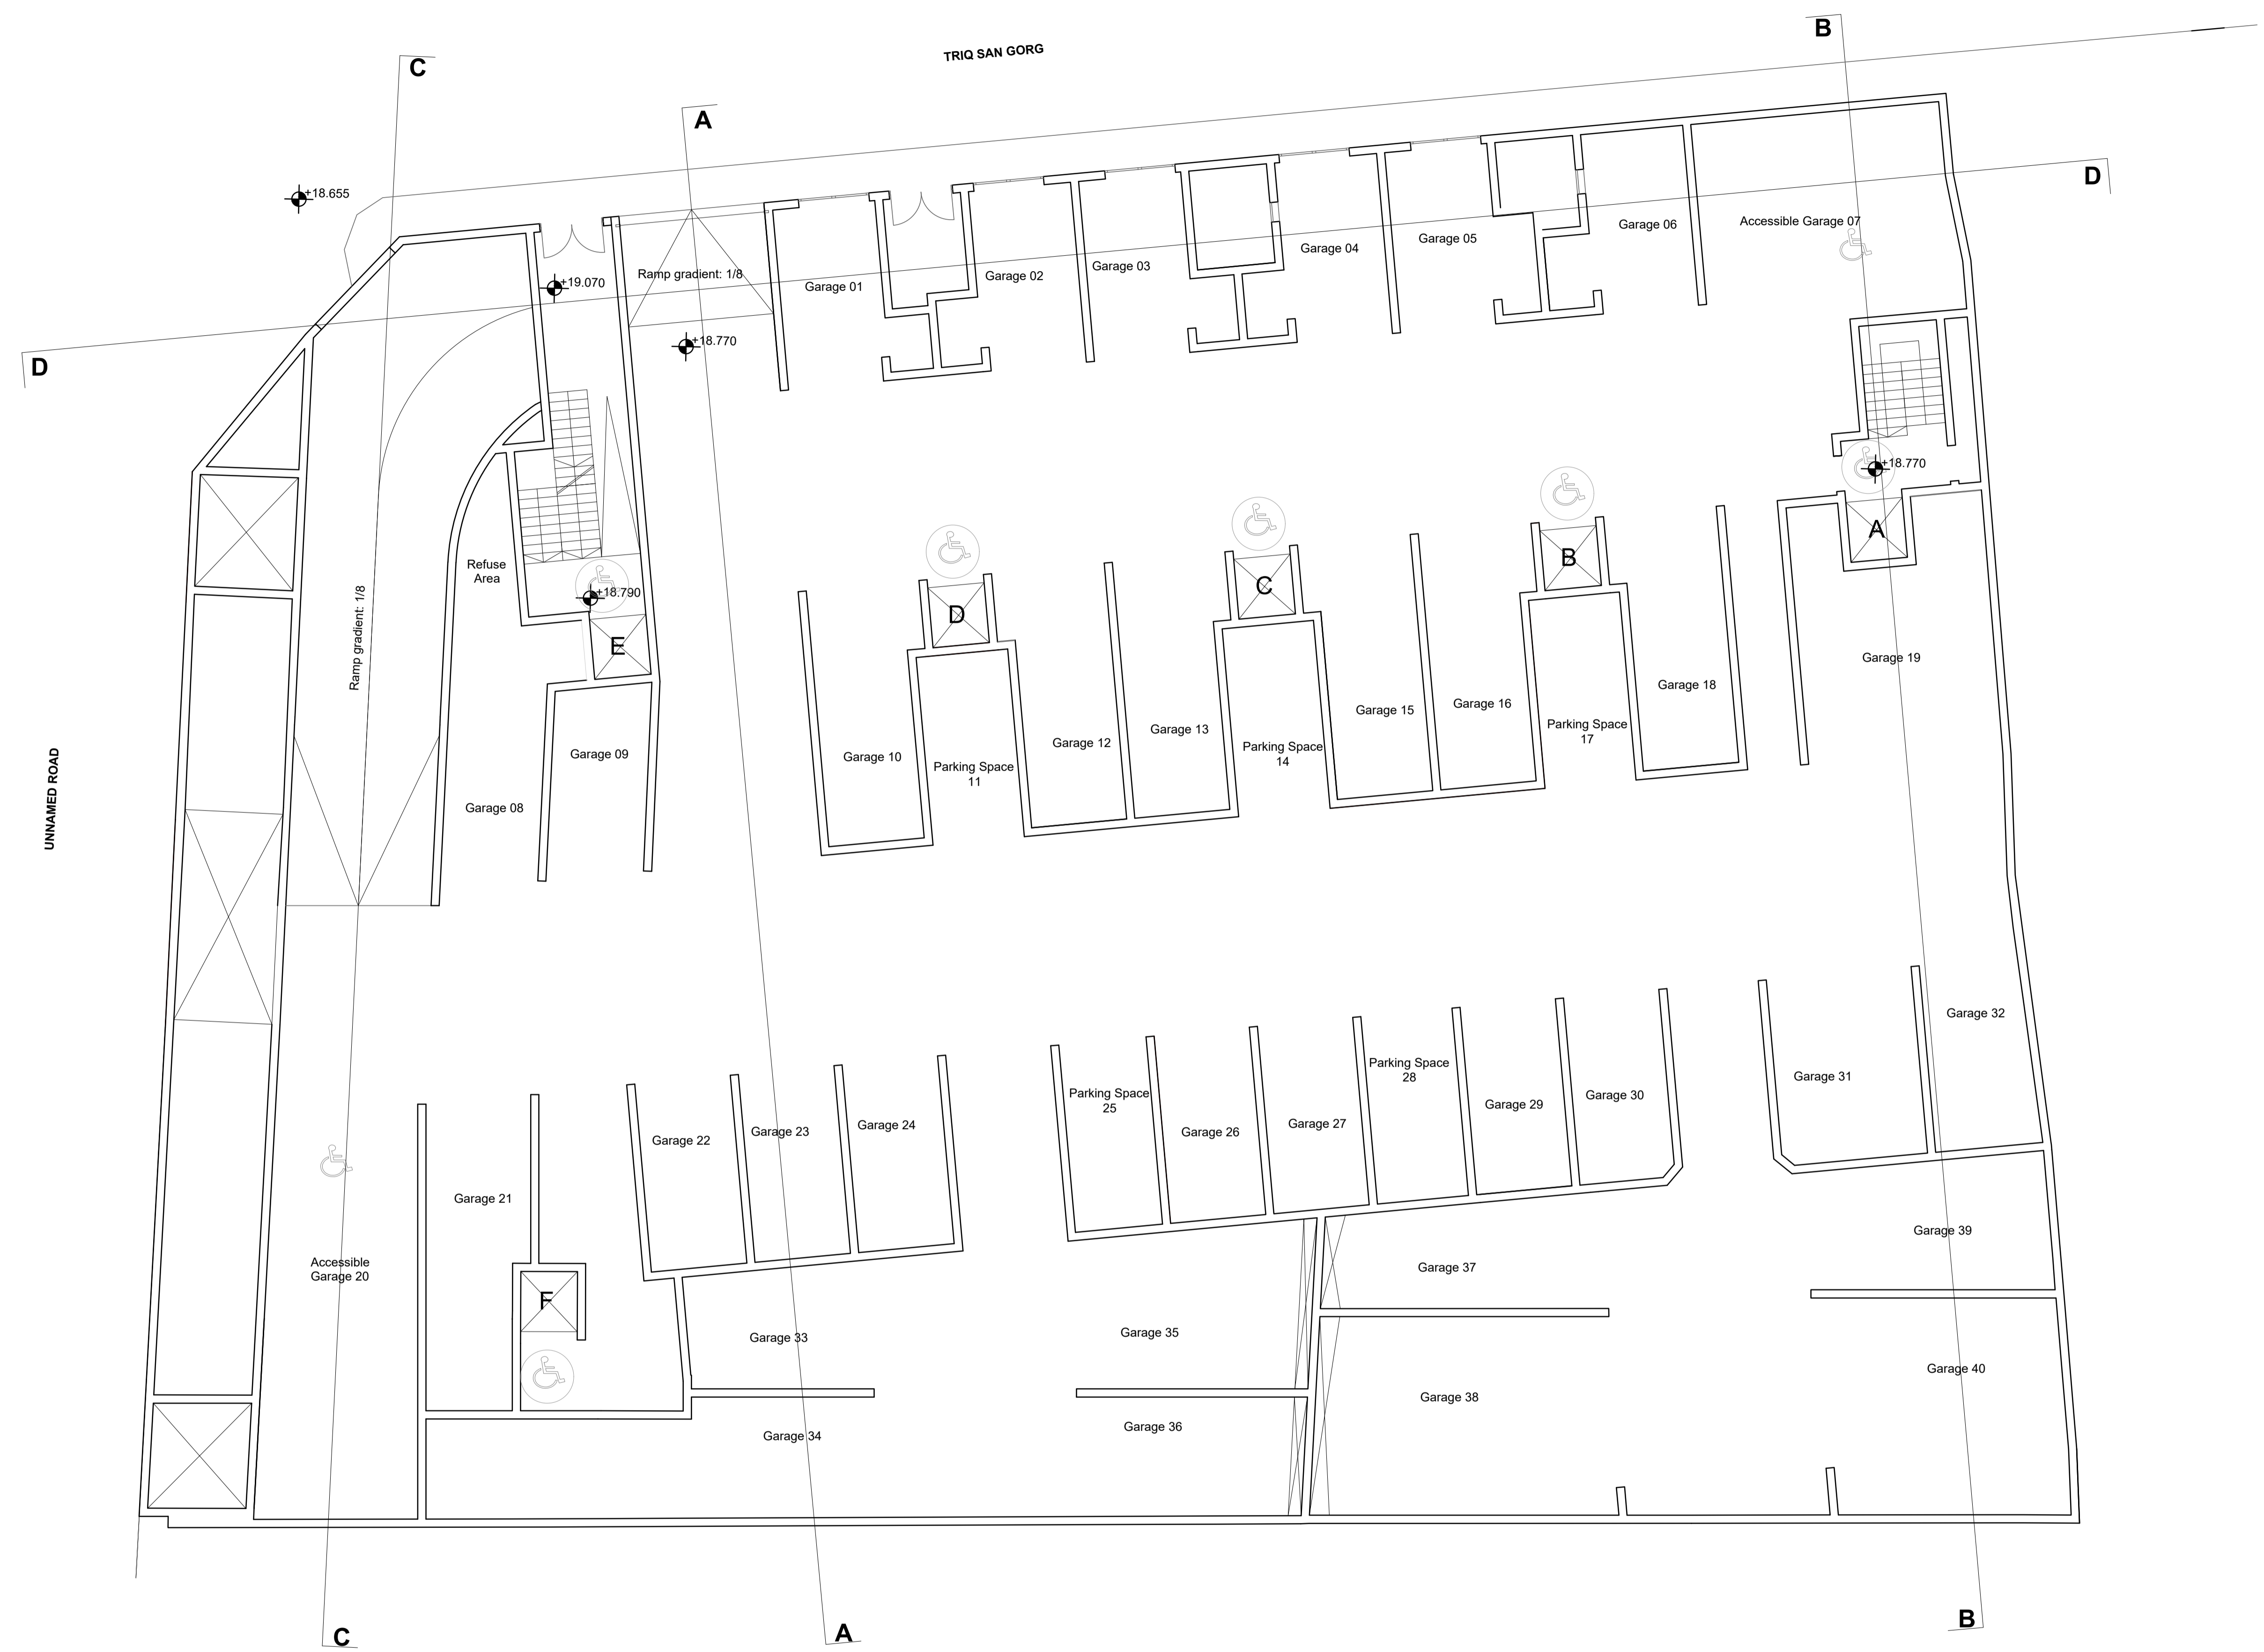 B
TRIQ SAN GORG
C
A
D
+18.655
Accessible Garage 07
Garage 06
Garage 05
Garage 04
Garage 03
Garage 02
Ramp gradient: 1/8
Garage 01
+19.070
+18.770
D
+18.770
A
B
C
D
E
Refuse
Area
+18.790
Ramp gradient: 1/8
Garage 19
Garage 18
Garage 16
Garage 15
Parking Space
17
Garage 13
Garage 12
Parking Space
14
Garage 10
Parking Space
11
Garage 09
Garage 08
UNNAMED ROAD
Garage 32
Parking Space
28
Garage 31
Parking Space
25
Garage 30
Garage 29
Garage 27
Garage 26
Garage 24
Garage 23
Garage 22
Garage 21
Garage 39
Accessible
Garage 20
Garage 37
F
Garage 33
Garage 35
Garage 40
Garage 38
Garage 36
Garage 34
B
A
C